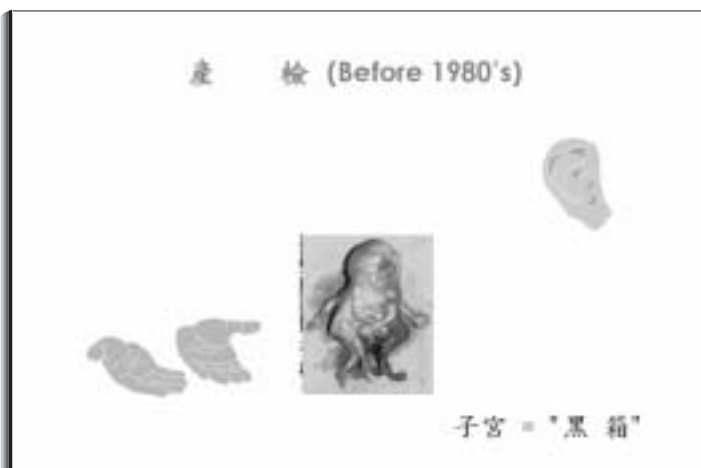 產 檢 (Before 1980's)
子宮 = "黑 箱"